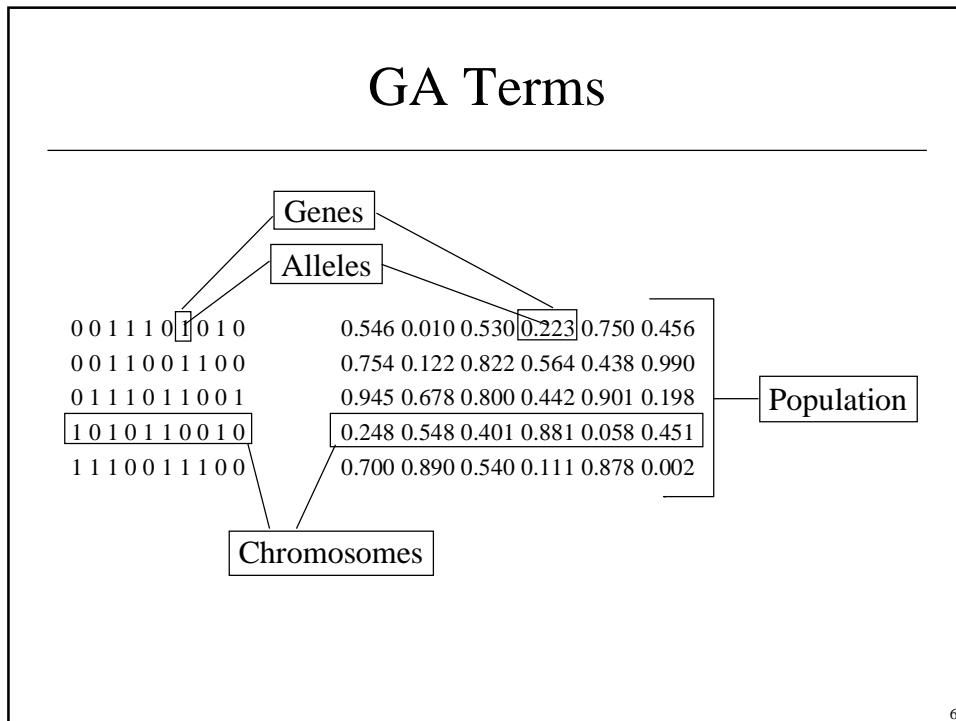 GA Terms
Genes
Alleles
0 0 1 1 1 0 1 0 1 0 0.546 0.010 0.530 0.223 0.750 0.456
0 0 1 1 0 0 1 1 0 0 0.754 0.122 0.822 0.564 0.438 0.990
0 1 1 1 0 1 1 0 0 1 0.945 0.678 0.800 0.442 0.901 0.198
Population
1 0 1 0 1 1 0 0 1 0 0.248 0.548 0.401 0.881 0.058 0.451
1 1 1 0 0 1 1 1 0 0 0.700 0.890 0.540 0.111 0.878 0.002
Chromosomes
6